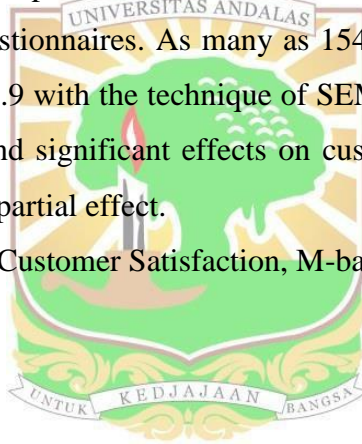 UNIVERSITAS ANDALAS
stionnaires. As many as 154
.9 with the technique of SEM
nd significant effects on cus
partial effect.
Customer Satisfaction, M-ba
UNTUK KEDJAJAAN BANGSA